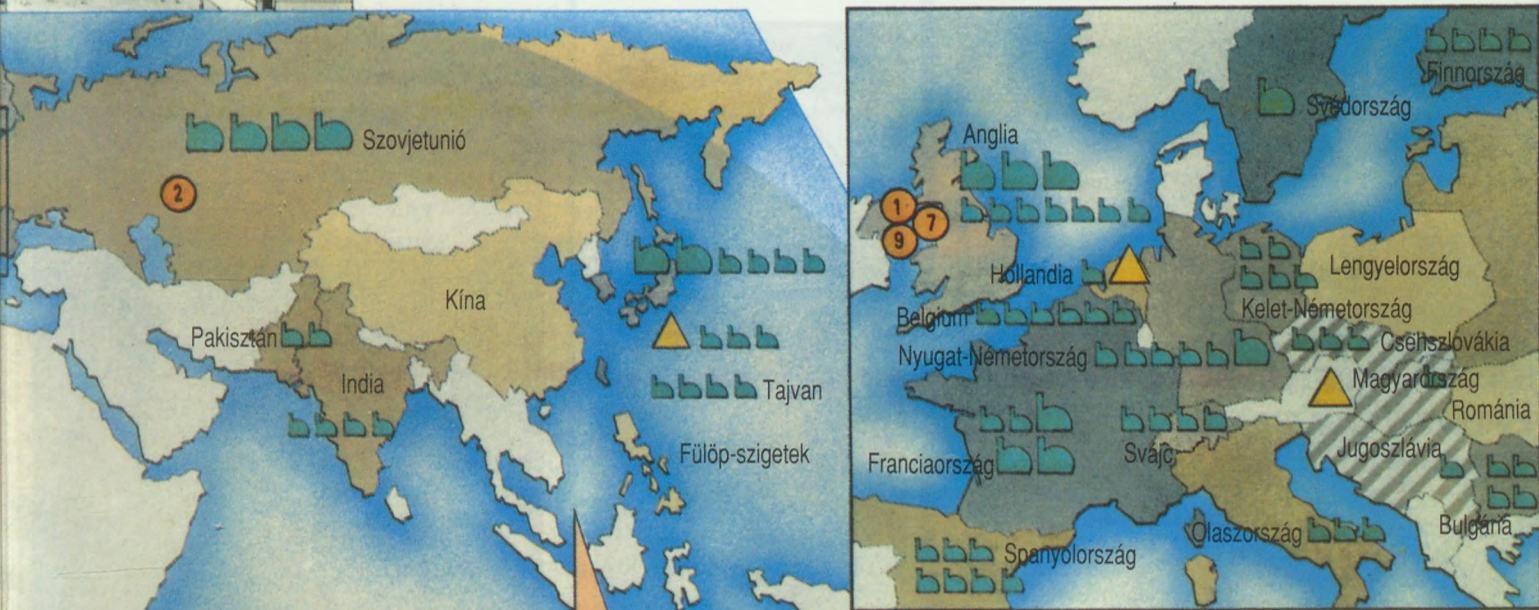 Szovjetunió
2
Kína
Pakisztán
India
Tajvan
Fülöp-szigetek
Finnország
Svédország
Anglia
1
7
9
Hollandia
Lengyelország
Belgium
Kelet-Németország
Nyugat-Németország
Csehszlovákia
Magyarország
Románia
Franciaország
Svájc
Jugoszlávia
Bulgária
Olaszország
Spanyolország